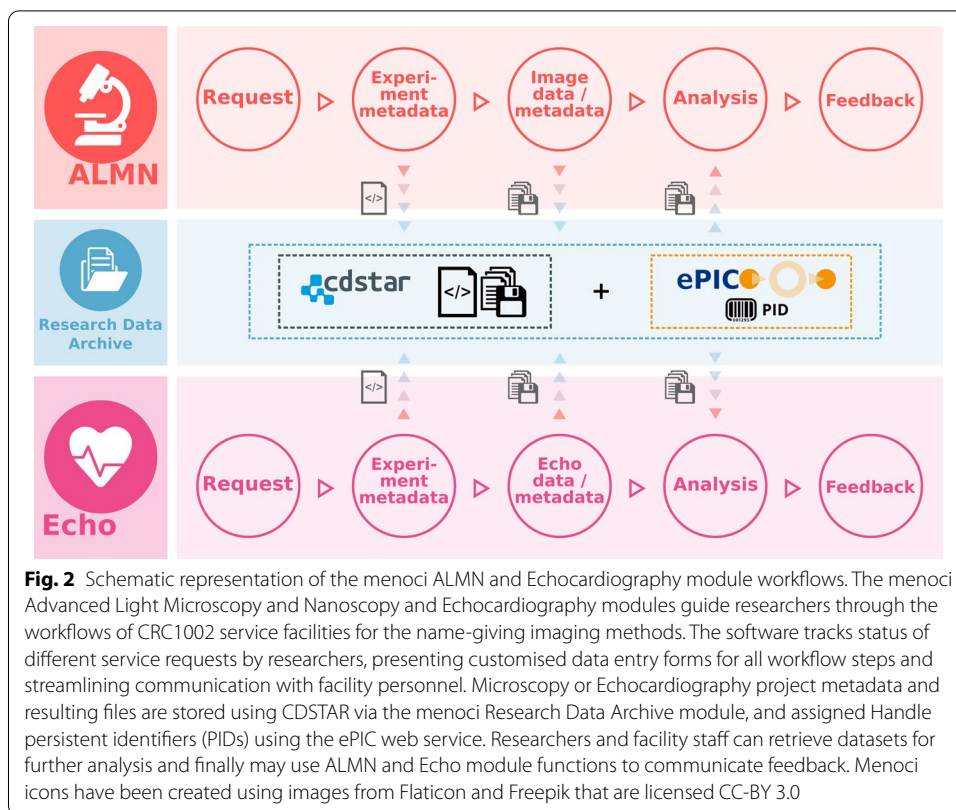 Request
Experi-
ment
metadata
Image
data /
metadata
Analysis
Feedback
ALMN
</>
Research Data
Archive
cdstar
</>
+
ePIC
001295
PID
</>
Request
Experi-
ment
metadata
Echo
data /
metadata
Analysis
Feedback
Echo
Fig. 2 Schematic representation of the menoci ALMN and Echocardiography module workflows. The menoci
Advanced Light Microscopy and Nanoscopy and Echocardiography modules guide researchers through the
workflows of CRC1002 service facilities for the name-giving imaging methods. The software tracks status of
different service requests by researchers, presenting customised data entry forms for all workflow steps and
streamlining communication with facility personnel. Microscopy or Echocardiography project metadata and
resulting files are stored using CDSTAR via the menoci Research Data Archive module, and assigned Handle
persistent identifiers (PIDs) using the ePIC web service. Researchers and facility staff can retrieve datasets for
further analysis and finally may use ALMN and Echo module functions to communicate feedback. Menoci
icons have been created using images from Flaticon and Freepik that are licensed CC-BY 3.0